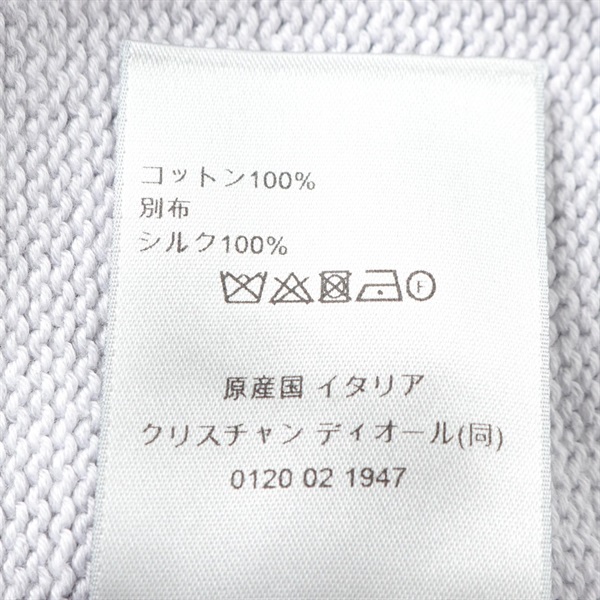 コットン100%
別布
シルク100%
F
原産国 イタリア
クリスチャン ディオール(同)
0120 02 1947